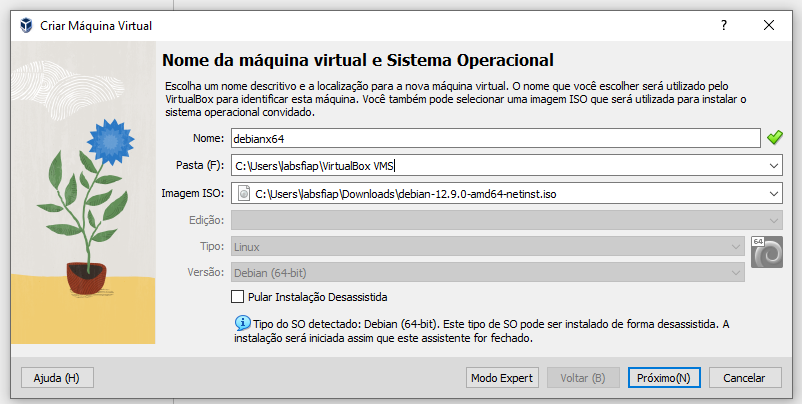 Criar Máquina Virtual
?
Nome da máquina virtual e Sistema Operacional
Escolha um nome descritivo e a localização para a nova máquina virtual. O nome que você escolher será utilizado pelo
VirtualBox para identificar esta máquina. Você também pode selecionar uma imagem ISO que será utilizada para instalar o
sistema operacional convidado.
Nome: debianx64
Pasta (F): C:\Users\labsfiap\VirtualBox VMS
Imagem ISO: C:\Users\labsfiap\Downloads\debian-12.9.0-amd64-netinst.iso
Edição:
Tipo: Linux
64
Versão: Debian (64-bit)
Pular Instalação Desassistida
Tipo do SO detectado: Debian (64-bit). Este tipo de SO pode ser instalado de forma desassistida. A
instalação será iniciada assim que este assistente for fechado.
Ajuda (H) Modo Expert Voltar (B) Próximo(N) Cancelar